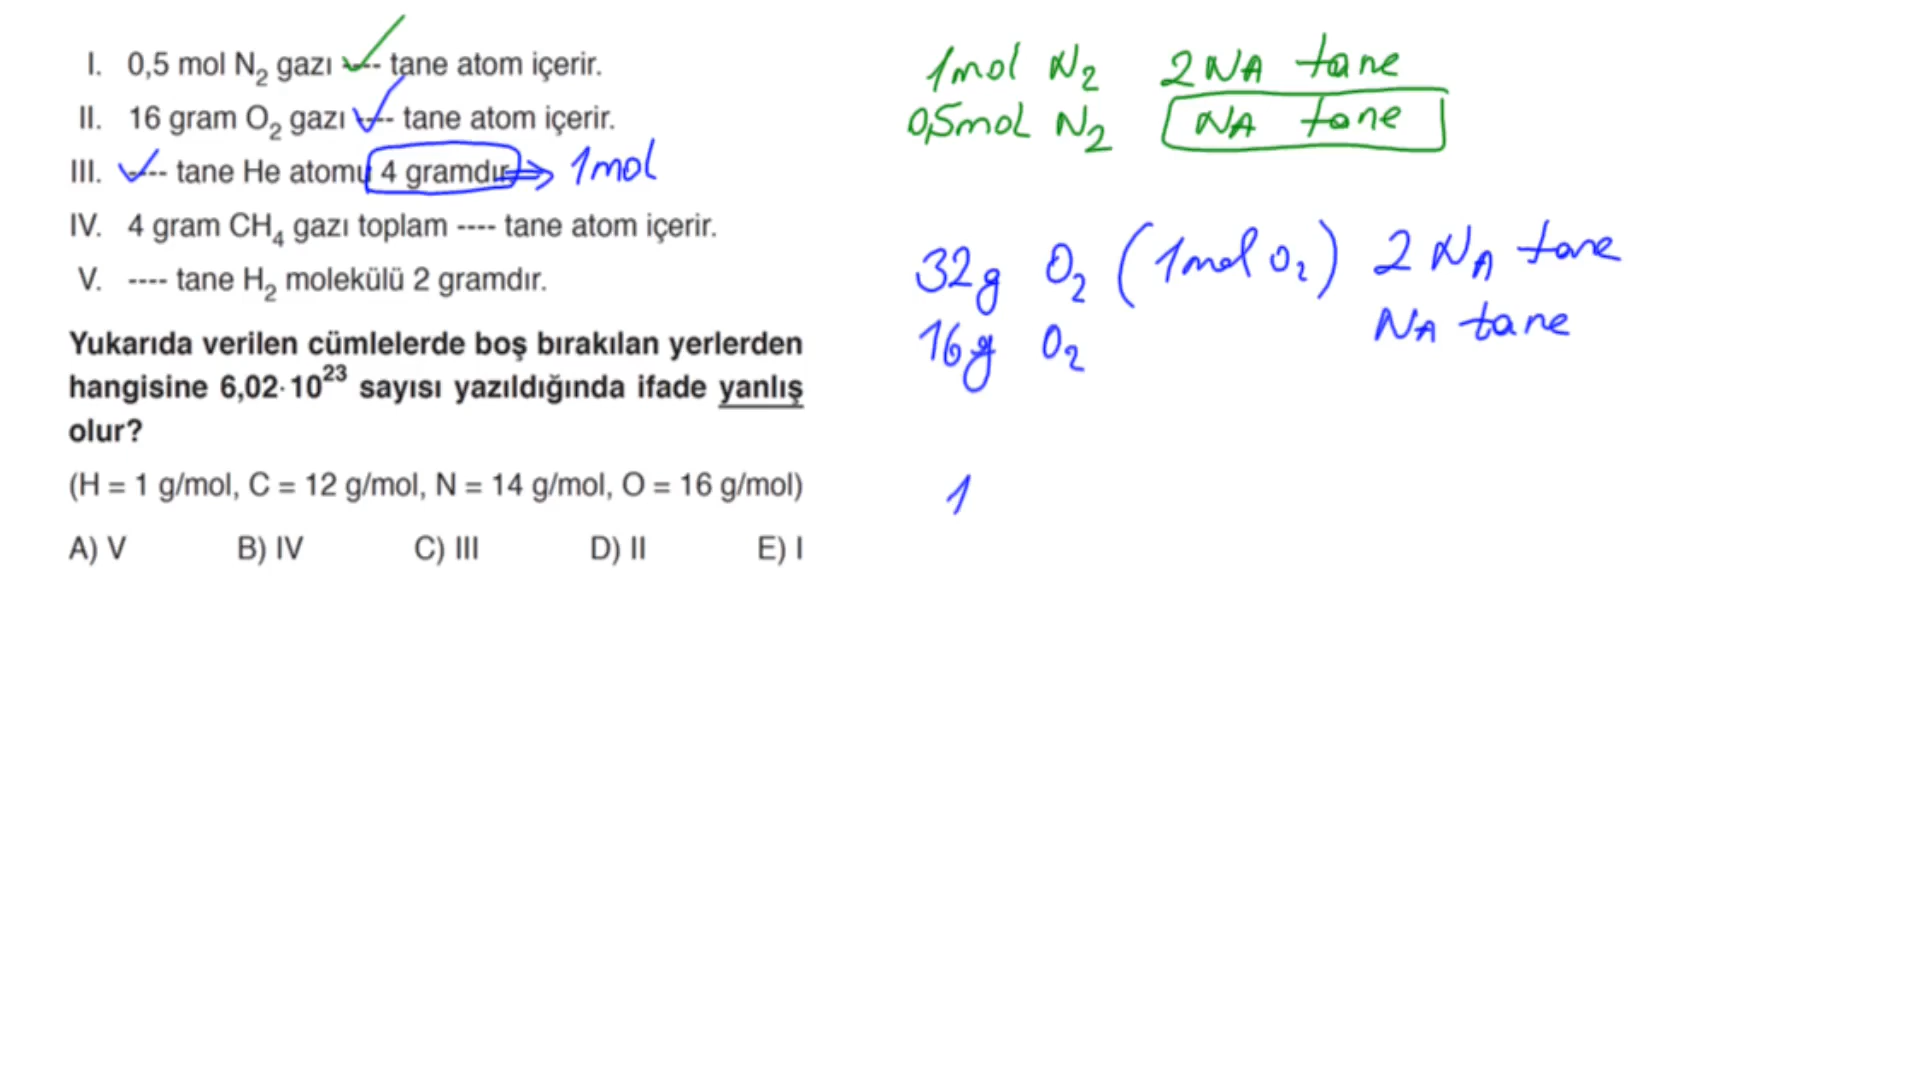 I. 0,5 mol N₂ gazı ---- tane atom içerir.
II. 16 gram O₂ gazı ---- tane atom içerir.
III. ---- tane He atomu 4 gramdır. ⇒ 1mol
IV. 4 gram CH₄ gazı toplam ---- tane atom içerir.
V. ---- tane H₂ molekülü 2 gramdır.
Yukarıda verilen cümlelerde boş bırakılan yerlerden
hangisine 6,02·10²³ sayısı yazıldığında ifade yanlış
olur?
(H = 1 g/mol, C = 12 g/mol, N = 14 g/mol, O = 16 g/mol)
A) V B) IV C) III D) II E) I
1mol N₂ 2NA tane
0,5mol N₂ NA tane
32g O₂ (1mol O₂) 2 NA tane
16g O₂ NA tane
1